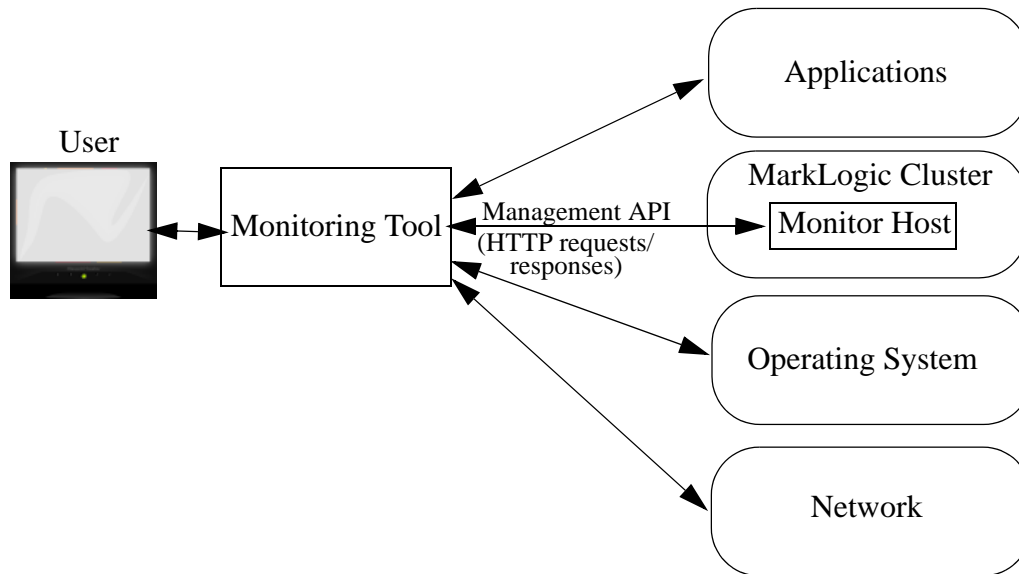 User
Monitoring Tool
Management API
(HTTP requests/
responses)
Applications
MarkLogic Cluster
Monitor Host
Operating System
Network